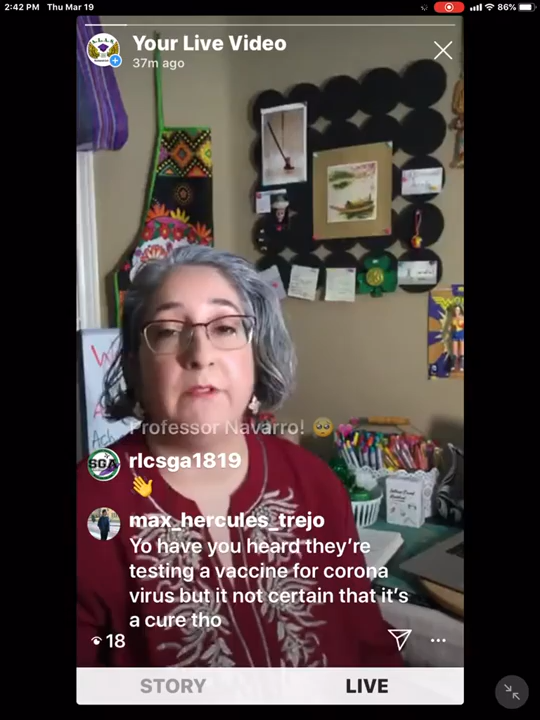 2:42 PM Thu Mar 19
86%
Your Live Video
37m ago
Professor Navarro! 🥺💗
SGA
rlcsga1819
👋
max_hercules_trejo
Yo have you heard they're
testing a vaccine for corona
virus but it not certain that it's
a cure tho
18
STORY
LIVE